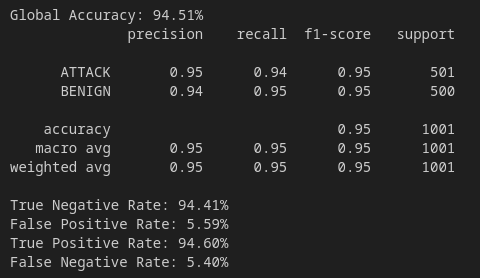 Global Accuracy: 94.51%
              precision    recall  f1-score   support

      ATTACK       0.95      0.94      0.95       501
      BENIGN       0.94      0.95      0.95       500

    accuracy                           0.95      1001
   macro avg       0.95      0.95      0.95      1001
weighted avg       0.95      0.95      0.95      1001

True Negative Rate: 94.41%
False Positive Rate: 5.59%
True Positive Rate: 94.60%
False Negative Rate: 5.40%